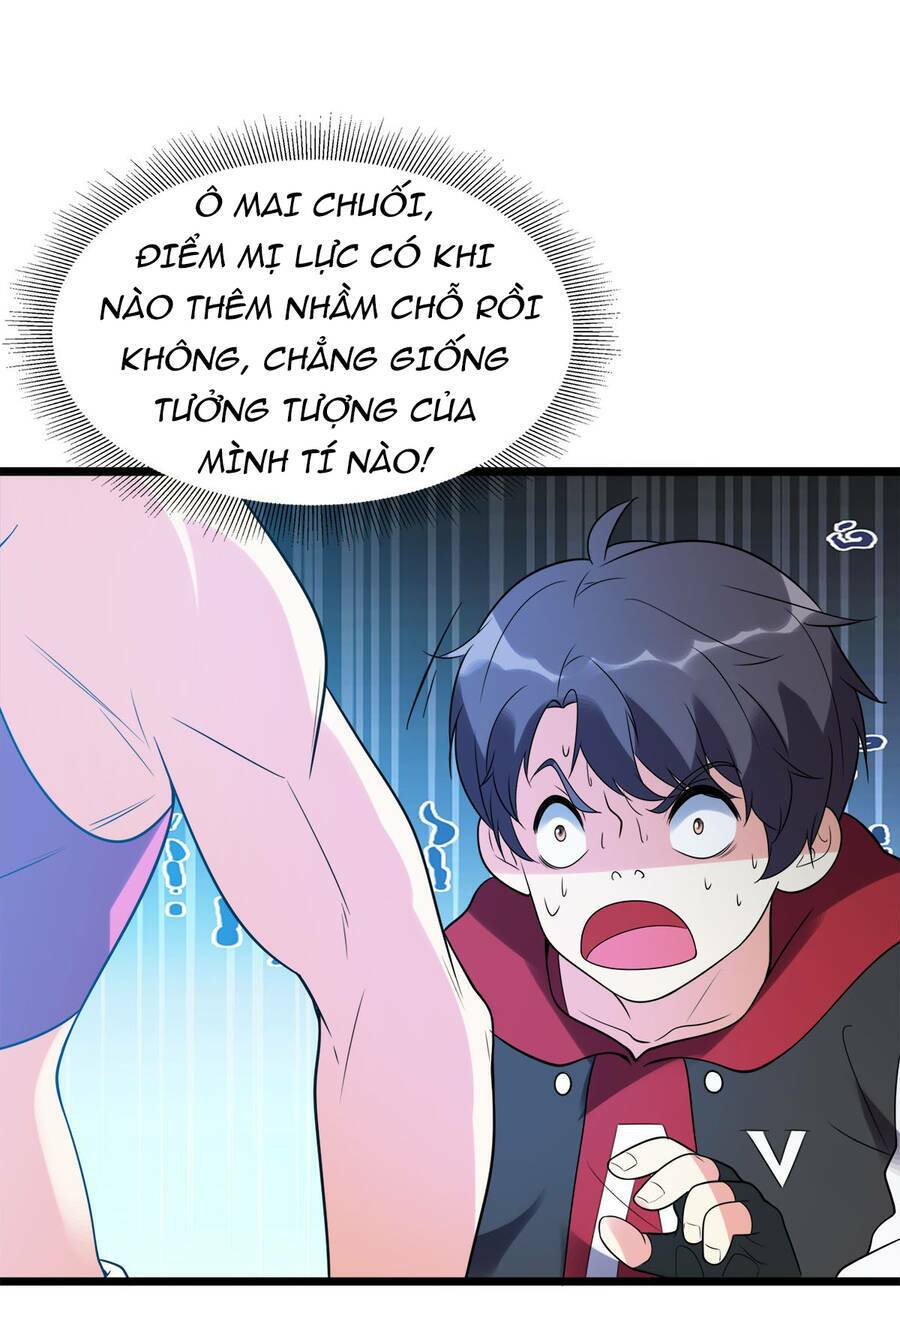 Ô MAI CHUỐI,
ĐIỂM MỊ LỰC CÓ KHI
NÀO THÊM NHẦM CHỖ RỒI
KHÔNG, CHẲNG GIỐNG
TƯỞNG TƯỢNG CỦA
MÌNH TÍ NÀO!
V